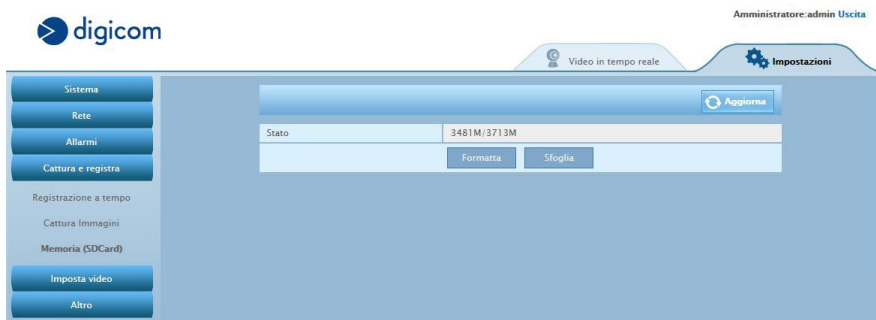 Amministratore:admin Uscita
digicom
Video in tempo reale
Impostazioni
Sistema
Rete
Allarmi
Cattura e registra
Registrazione a tempo
Cattura Immagini
Memoria (SDCard)
Imposta video
Altro
Aggiorna
Stato 3481M/3713M
Formatta Sfoglia